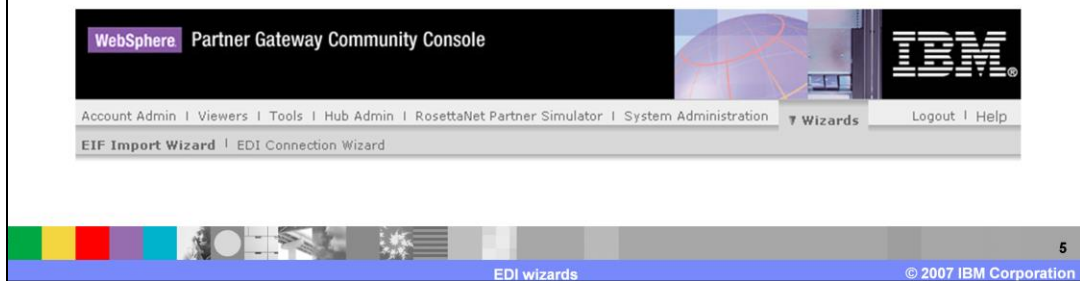 WebSphere. Partner Gateway Community Console
IBM®
Account Admin | Viewers | Tools | Hub Admin | RosettaNet Partner Simulator | System Administration Wizards Logout | Help
EIF Import Wizard | EDI Connection Wizard
5
EDI wizards © 2007 IBM Corporation